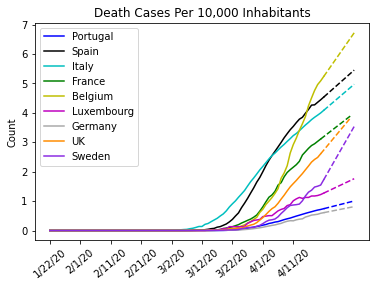 Death Cases Per 10,000 Inhabitants
Count
7
6
5
4
3
2
1
0
Portugal
Spain
Italy
France
Belgium
Luxembourg
Germany
UK
Sweden
1/22/20
2/1/20
2/11/20
2/21/20
3/2/20
3/12/20
3/22/20
4/1/20
4/11/20